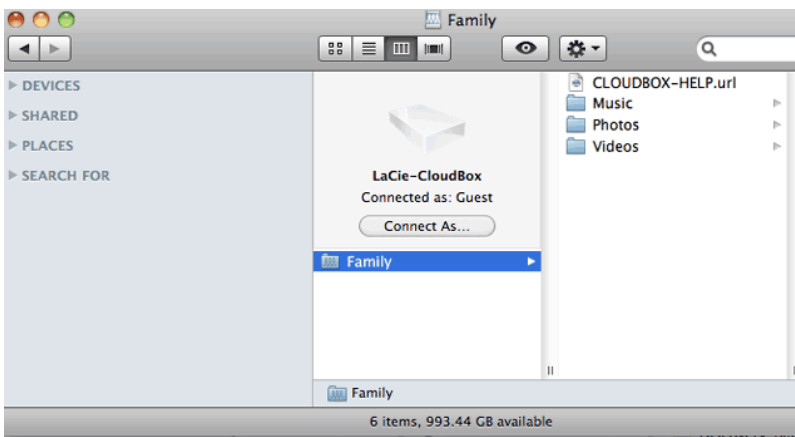 Family
DEVICES
SHARED
PLACES
SEARCH FOR
LaCie-CloudBox
Connected as: Guest
Connect As...
Family
CLOUDBOX-HELP.url
Music
Photos
Videos
Family
6 items, 993.44 GB available